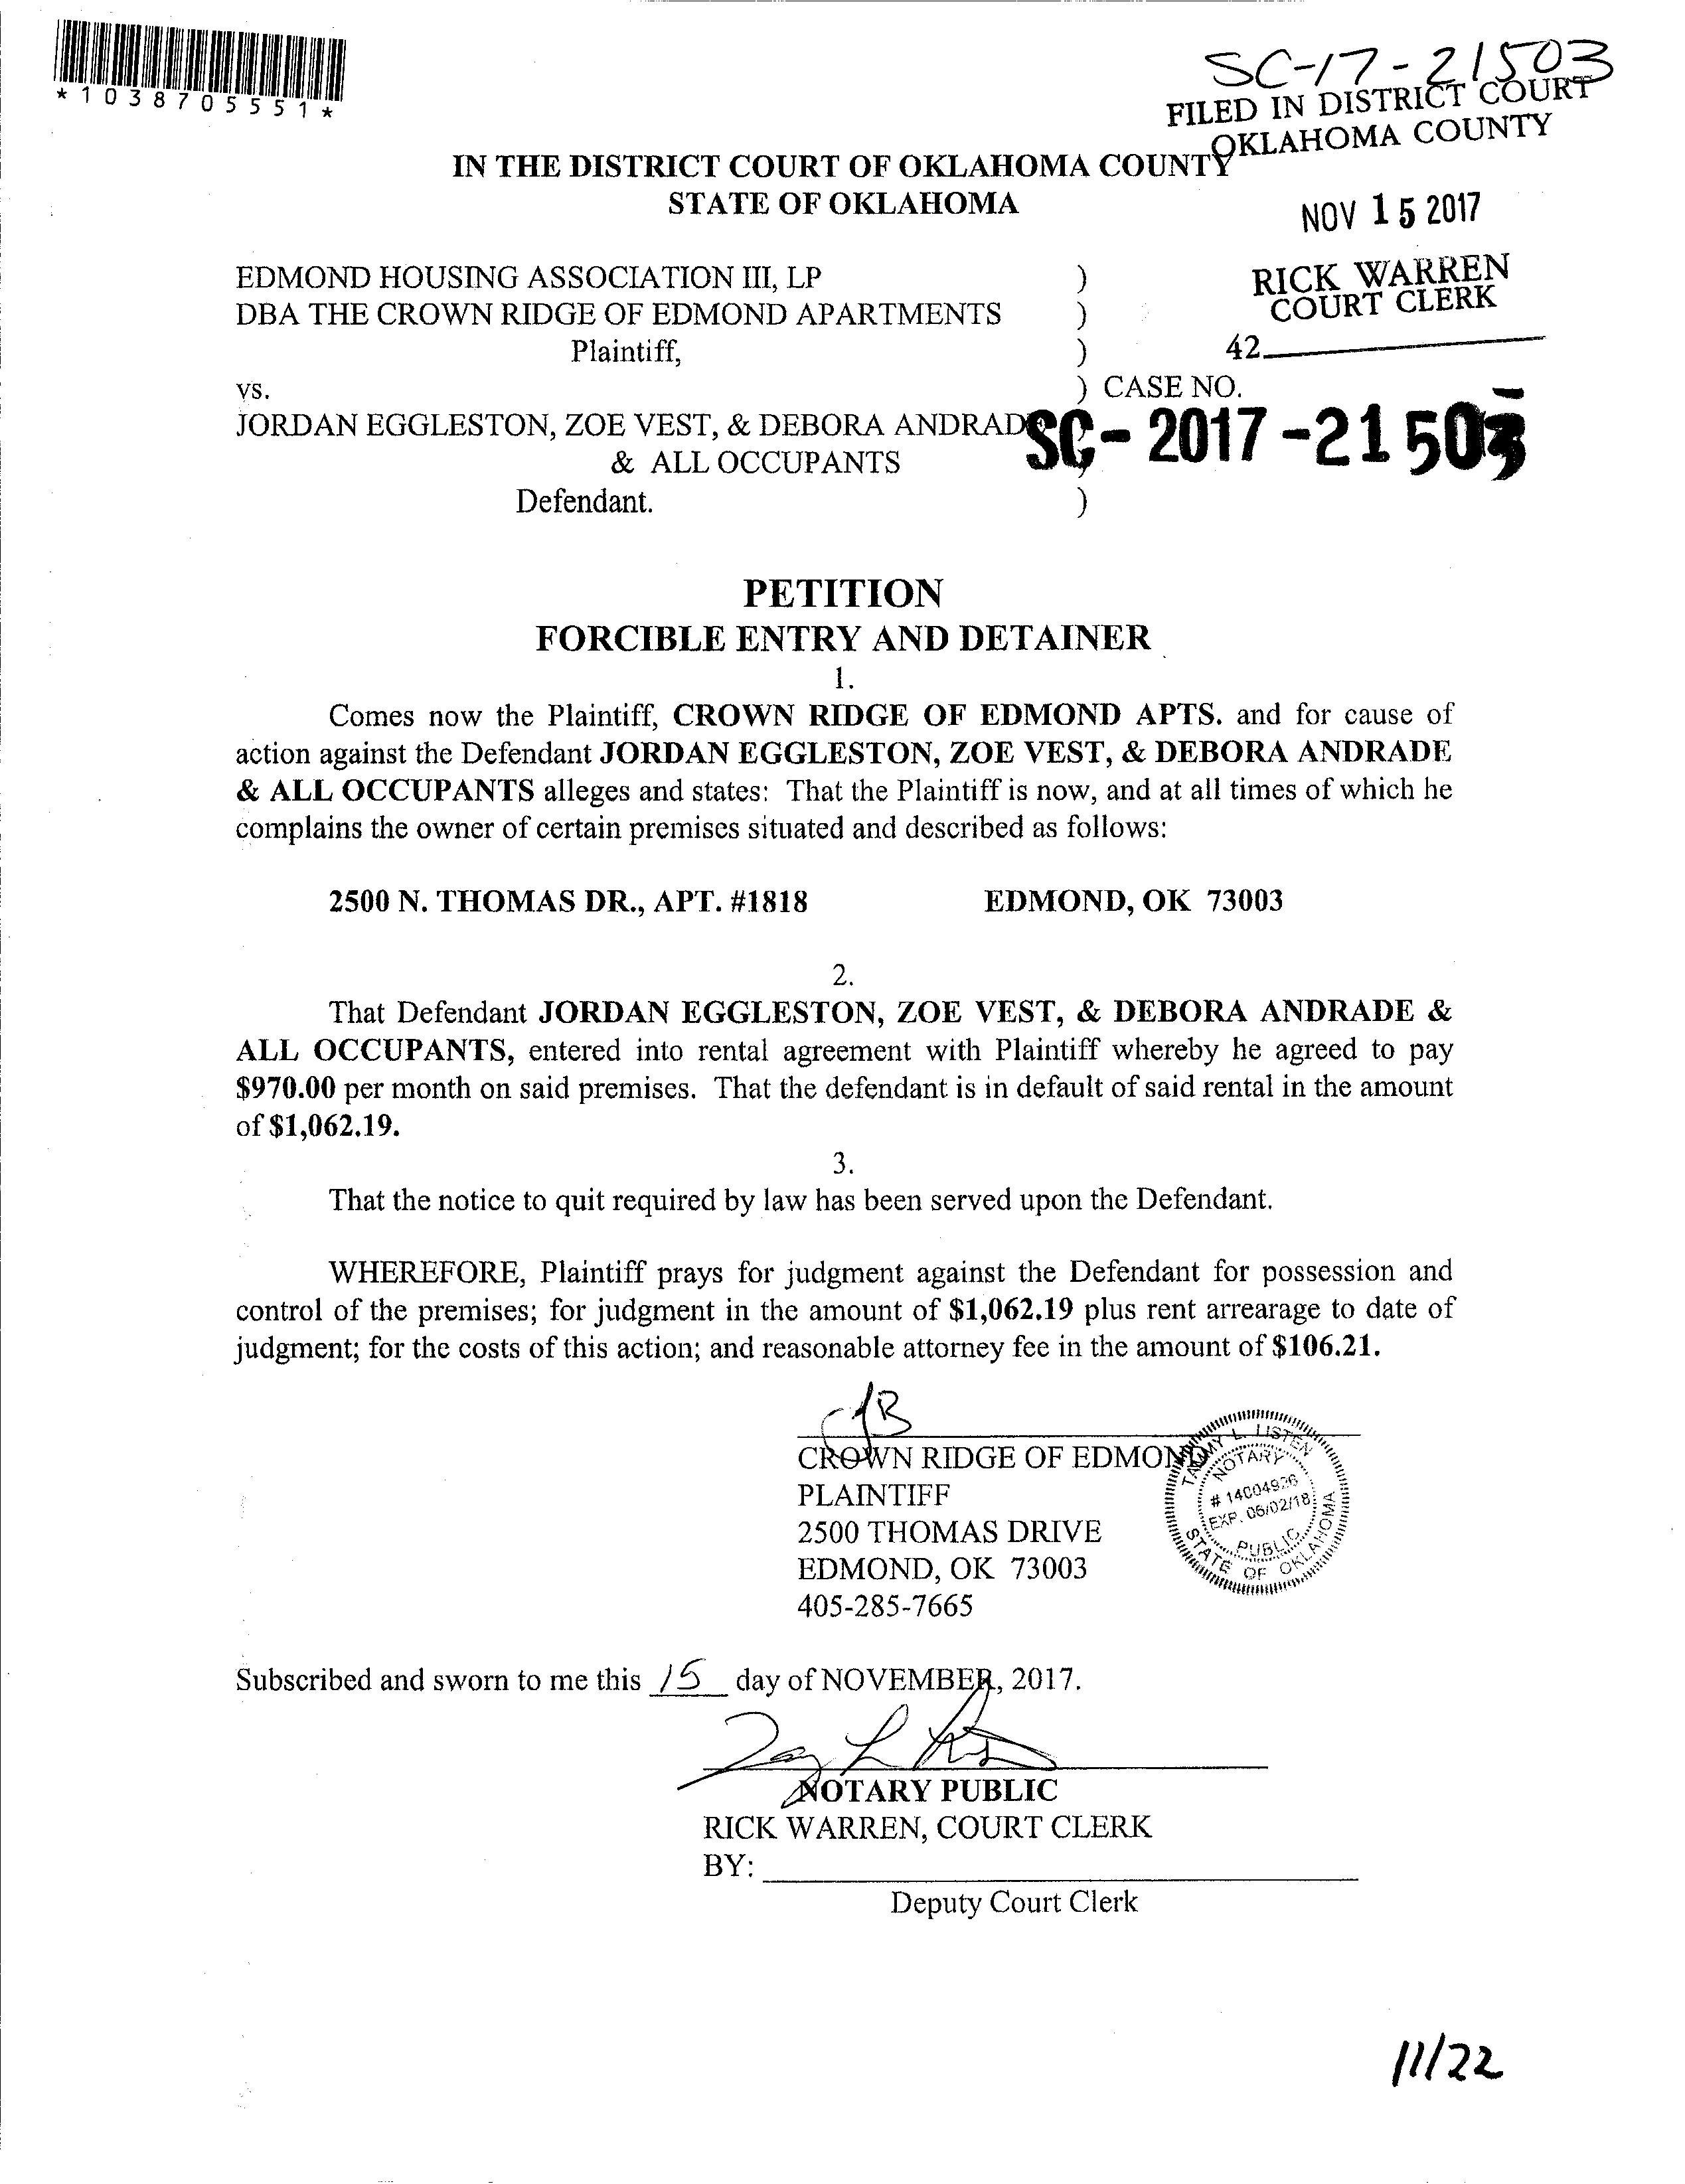 *1038705551*
SC-17-21503
FILED IN DISTRICT COURT
OKLAHOMA COUNTY
IN THE DISTRICT COURT OF OKLAHOMA COUNTY
STATE OF OKLAHOMA
NOV 15 2017
RICK WARREN
COURT CLERK
42
EDMOND HOUSING ASSOCIATION III, LP )
DBA THE CROWN RIDGE OF EDMOND APARTMENTS )
Plaintiff, )
vs. ) CASE NO.
JORDAN EGGLESTON, ZOE VEST, & DEBORA ANDRADE
SC-2017-21503
& ALL OCCUPANTS )
Defendant. )
PETITION
FORCIBLE ENTRY AND DETAINER
1.
Comes now the Plaintiff, CROWN RIDGE OF EDMOND APTS. and for cause of
action against the Defendant JORDAN EGGLESTON, ZOE VEST, & DEBORA ANDRADE
& ALL OCCUPANTS alleges and states: That the Plaintiff is now, and at all times of which he
complains the owner of certain premises situated and described as follows:
2500 N. THOMAS DR., APT. #1818 EDMOND, OK 73003
2.
That Defendant JORDAN EGGLESTON, ZOE VEST, & DEBORA ANDRADE &
ALL OCCUPANTS, entered into rental agreement with Plaintiff whereby he agreed to pay
$970.00 per month on said premises. That the defendant is in default of said rental in the amount
of $1,062.19.
3.
That the notice to quit required by law has been served upon the Defendant.
WHEREFORE, Plaintiff prays for judgment against the Defendant for possession and
control of the premises; for judgment in the amount of $1,062.19 plus rent arrearage to date of
judgment; for the costs of this action; and reasonable attorney fee in the amount of $106.21.
CROWN RIDGE OF EDMOND
PLAINTIFF
2500 THOMAS DRIVE
EDMOND, OK 73003
405-285-7665
TAMMY L. LISTEN
NOTARY
# 14004926
EXP. 06/02/18
PUBLIC
STATE OF OKLAHOMA
Subscribed and sworn to me this 15 day of NOVEMBER, 2017.
NOTARY PUBLIC
RICK WARREN, COURT CLERK
BY:
Deputy Court Clerk
11/22